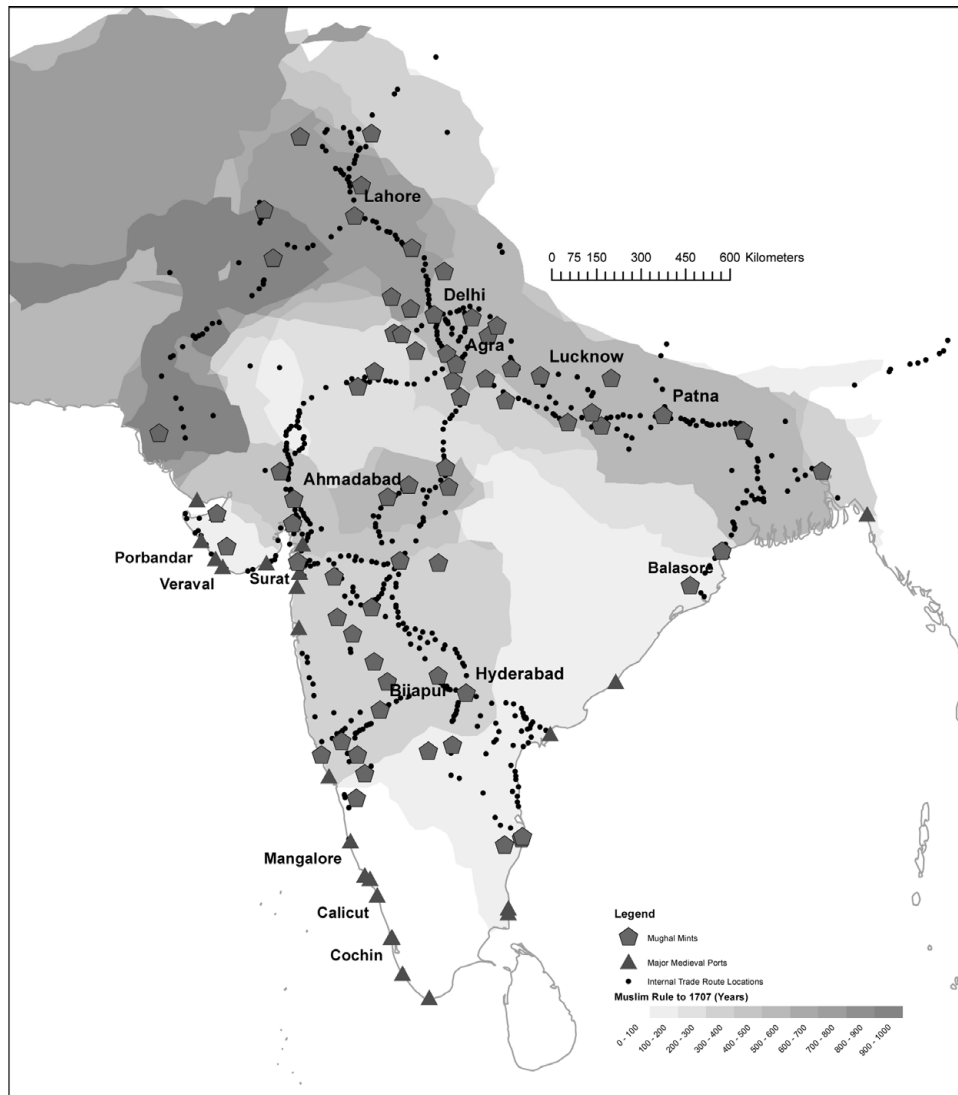 Lahore
0 75 150 300 450 600 Kilometers
Delhi
Agra
Lucknow
Patna
Ahmadabad
Porbandar
Veraval
Surat
Balasore
Hyderabad
Bijapur
Mangalore
Calicut
Cochin
Legend
Mughal Mints
Major Medieval Ports
Internal Trade Route Locations
Muslim Rule to 1707 (Years)
0 - 100
100 - 200
200 - 300
300 - 400
400 - 500
500 - 600
600 - 700
700 - 800
800 - 900
900 - 1000